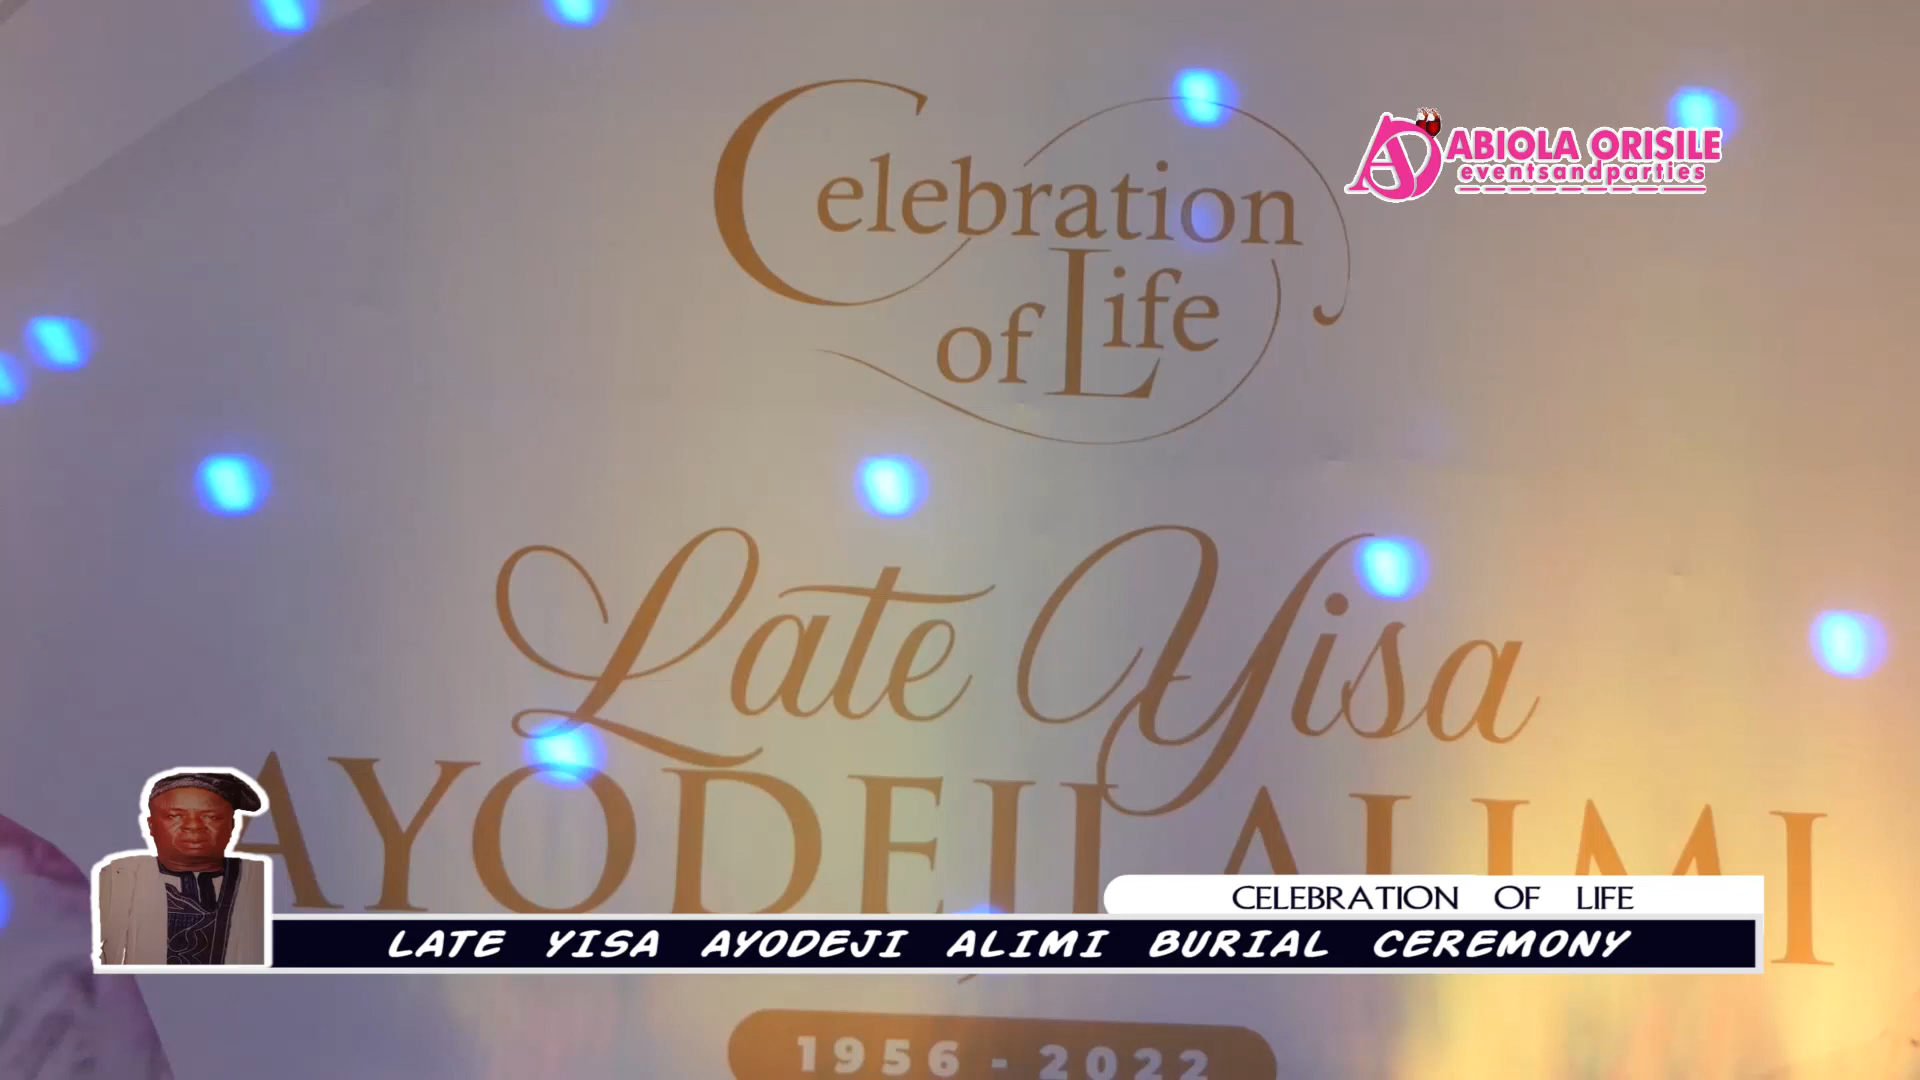 Celebration
of Life
ABIOLA ORISILE
eventsandparties
Late Yisa
AYODEJI ALIMI
CELEBRATION OF LIFE
LATE YISA AYODEJI ALIMI BURIAL CEREMONY
1956 - 2022